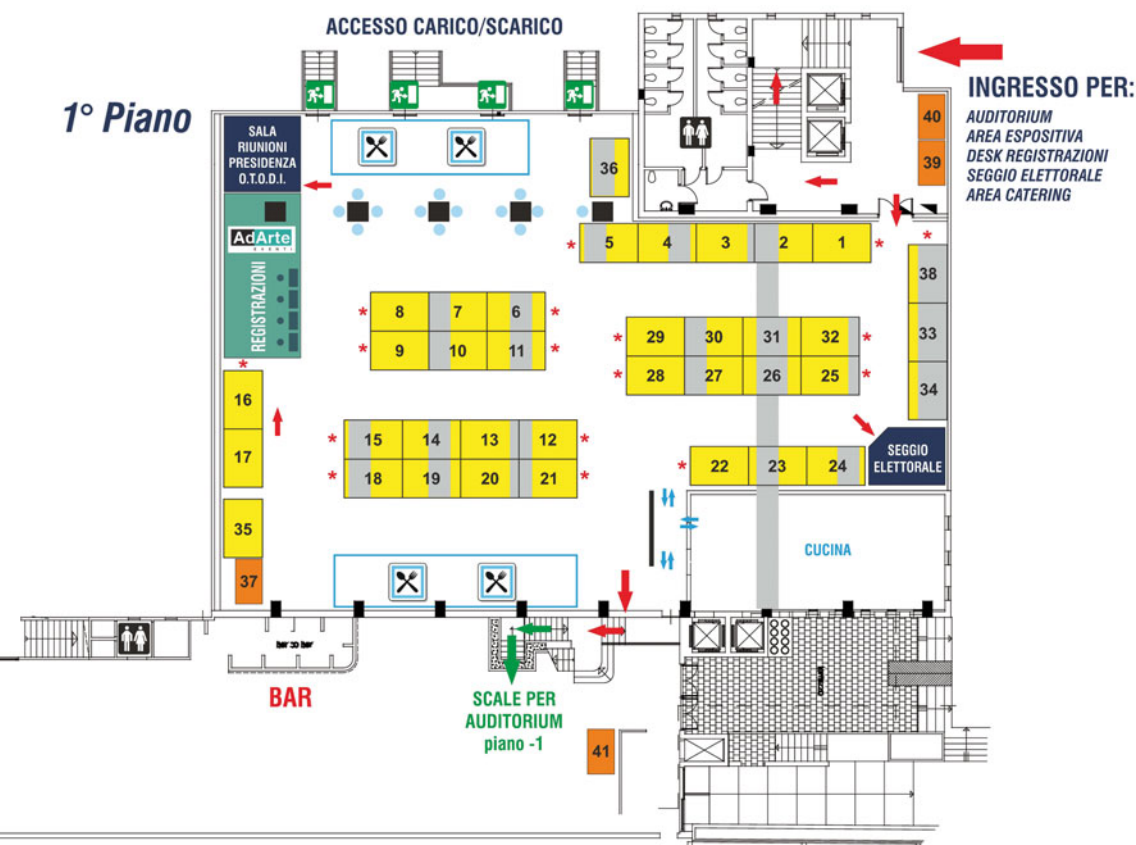 ACCESSO CARICO/SCARICO
1° Piano
INGRESSO PER:
AUDITORIUM
AREA ESPOSITIVA
DESK REGISTRAZIONI
SEGGIO ELETTORALE
AREA CATERING
40
39
SALA
RIUNIONI
PRESIDENZA
O.T.O.D.I.
36
AdArte
EVENTI
REGISTRAZIONI
* 5 4 3 2 1 *
*
38
33
34
* 8 7 6 *
* 9 10 11 *
* 29 30 31 32 *
* 28 27 26 25 *
*
16
17
* 15 14 13 12 *
* 18 19 20 21 *
* 22 23 24
SEGGIO
ELETTORALE
35
37
CUCINA
BAR
SCALE PER
AUDITORIUM
piano -1
41